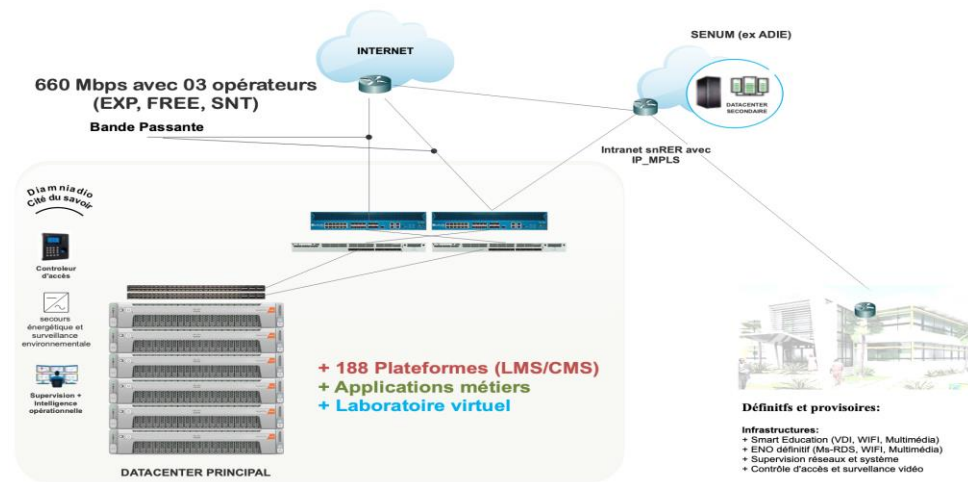 INTERNET
SENUM (ex ADIE)
DATACENTER
SECONDAIRE
660 Mbps avec 03 opérateurs
(EXP, FREE, SNT)
Bande Passante
Intranet snRER avec
IP_MPLS
Diamniadio
Cité du savoir
Controleur
d'accès
secours
énergétique et
surveillance
environnementale
Supervision +
Intelligence
opérationnelle
+ 188 Plateformes (LMS/CMS)
+ Applications métiers
+ Laboratoire virtuel
DATACENTER PRINCIPAL
Définitfs et provisoires:
Infrastructures:
+ Smart Education (VDI, WIFI, Multimédia)
+ ENO définitif (Ms-RDS, WIFI, Multimédia)
+ Supervision réseaux et système
+ Contrôle d'accès et survellance vidéo